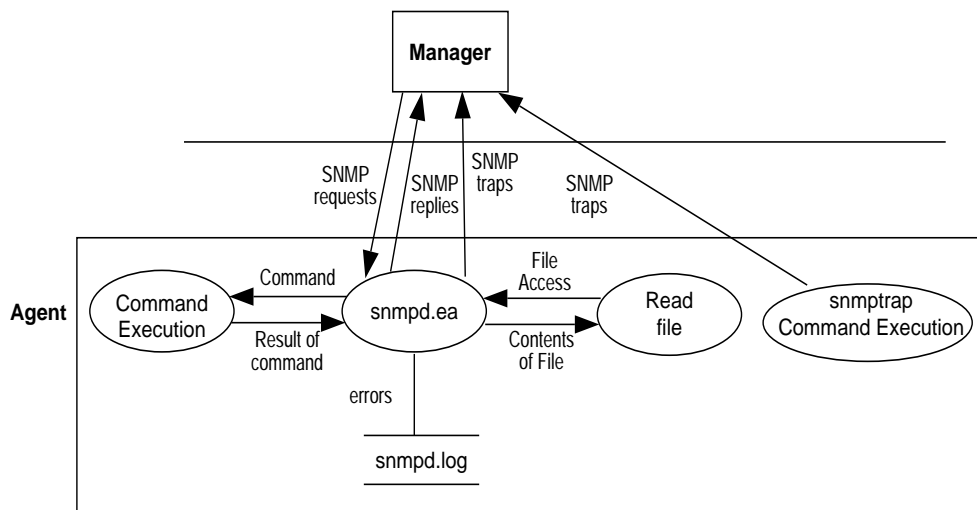 Manager
SNMP
requests
SNMP
replies
SNMP
traps
SNMP
traps
Agent
Command
Execution
Command
Result of
command
snmpd.ea
File
Access
Contents
of File
Read
file
snmptrap
Command Execution
errors
snmpd.log